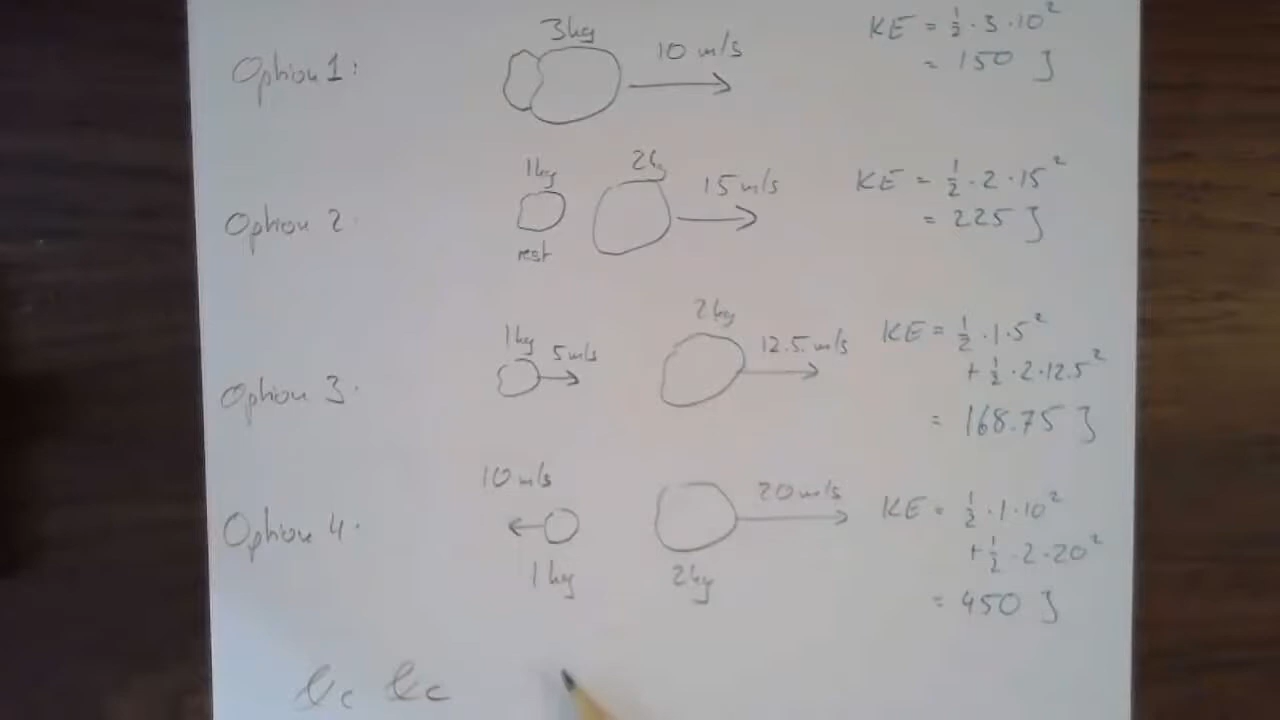 3kg
10 m/s
KE = 1/2 · 3 · 10²
Option 1:
= 150 J
1kg
2kg
15 m/s
KE = 1/2 · 2 · 15²
Option 2:
rest
= 225 J
2kg
1kg
5m/s
12.5 m/s
KE = 1/2 · 1 · 5²
+ 1/2 · 2 · 12.5²
Option 3:
= 168.75 J
10 m/s
20 m/s
KE = 1/2 · 1 · 10²
Option 4:
+ 1/2 · 2 · 20²
1kg
2kg
= 450 J